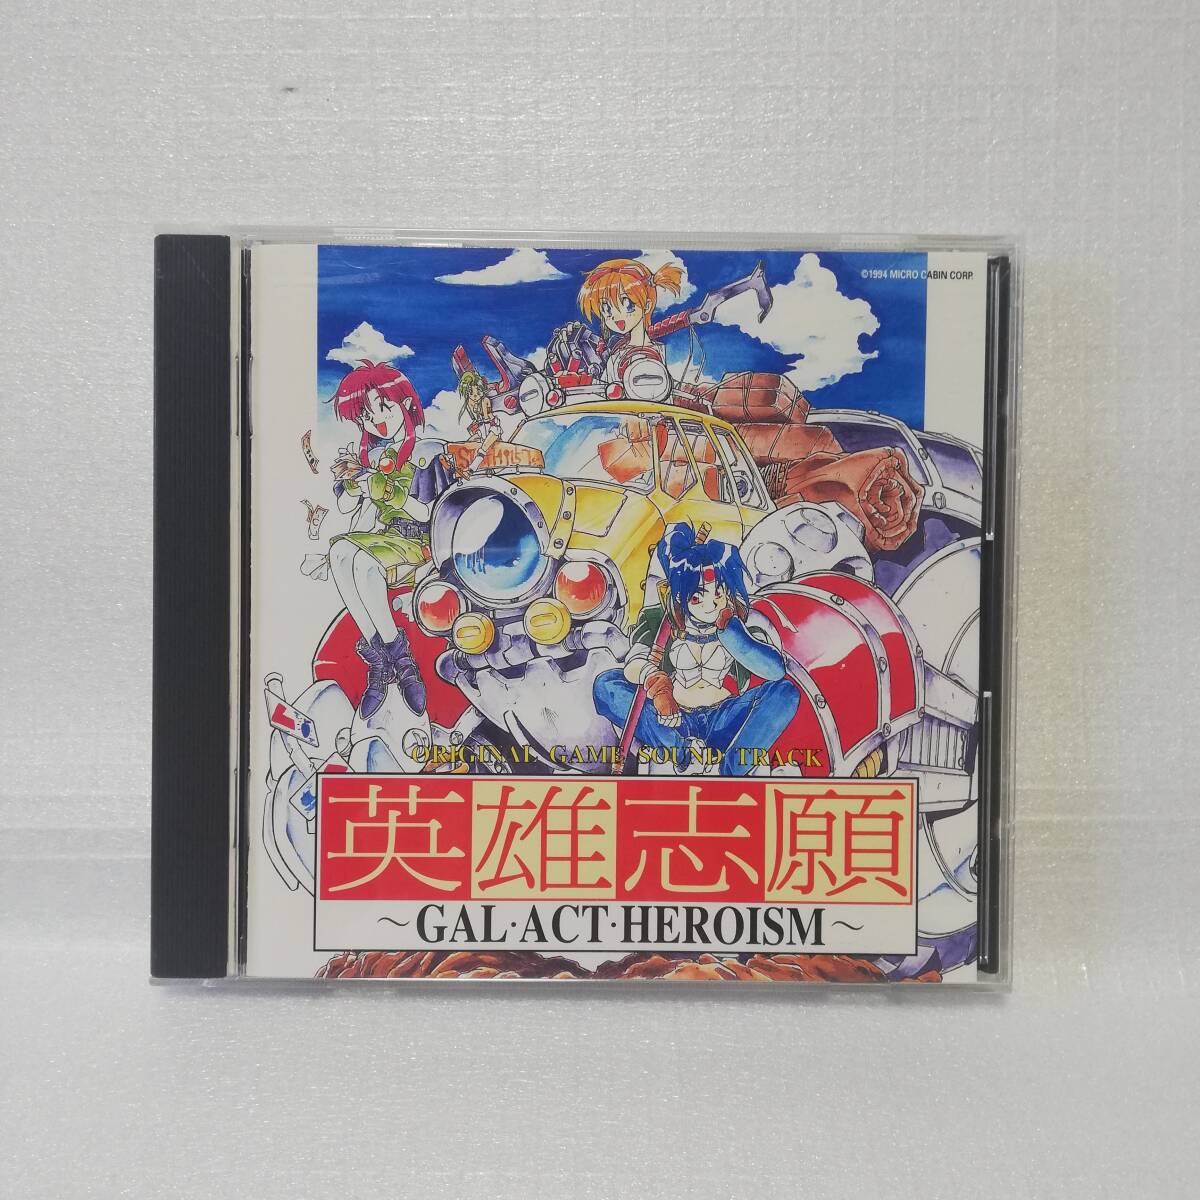 ©1994 MICRO CABIN CORP.
ORIGINAL GAME SOUND TRACK
英雄志願
～GAL·ACT·HEROISM～